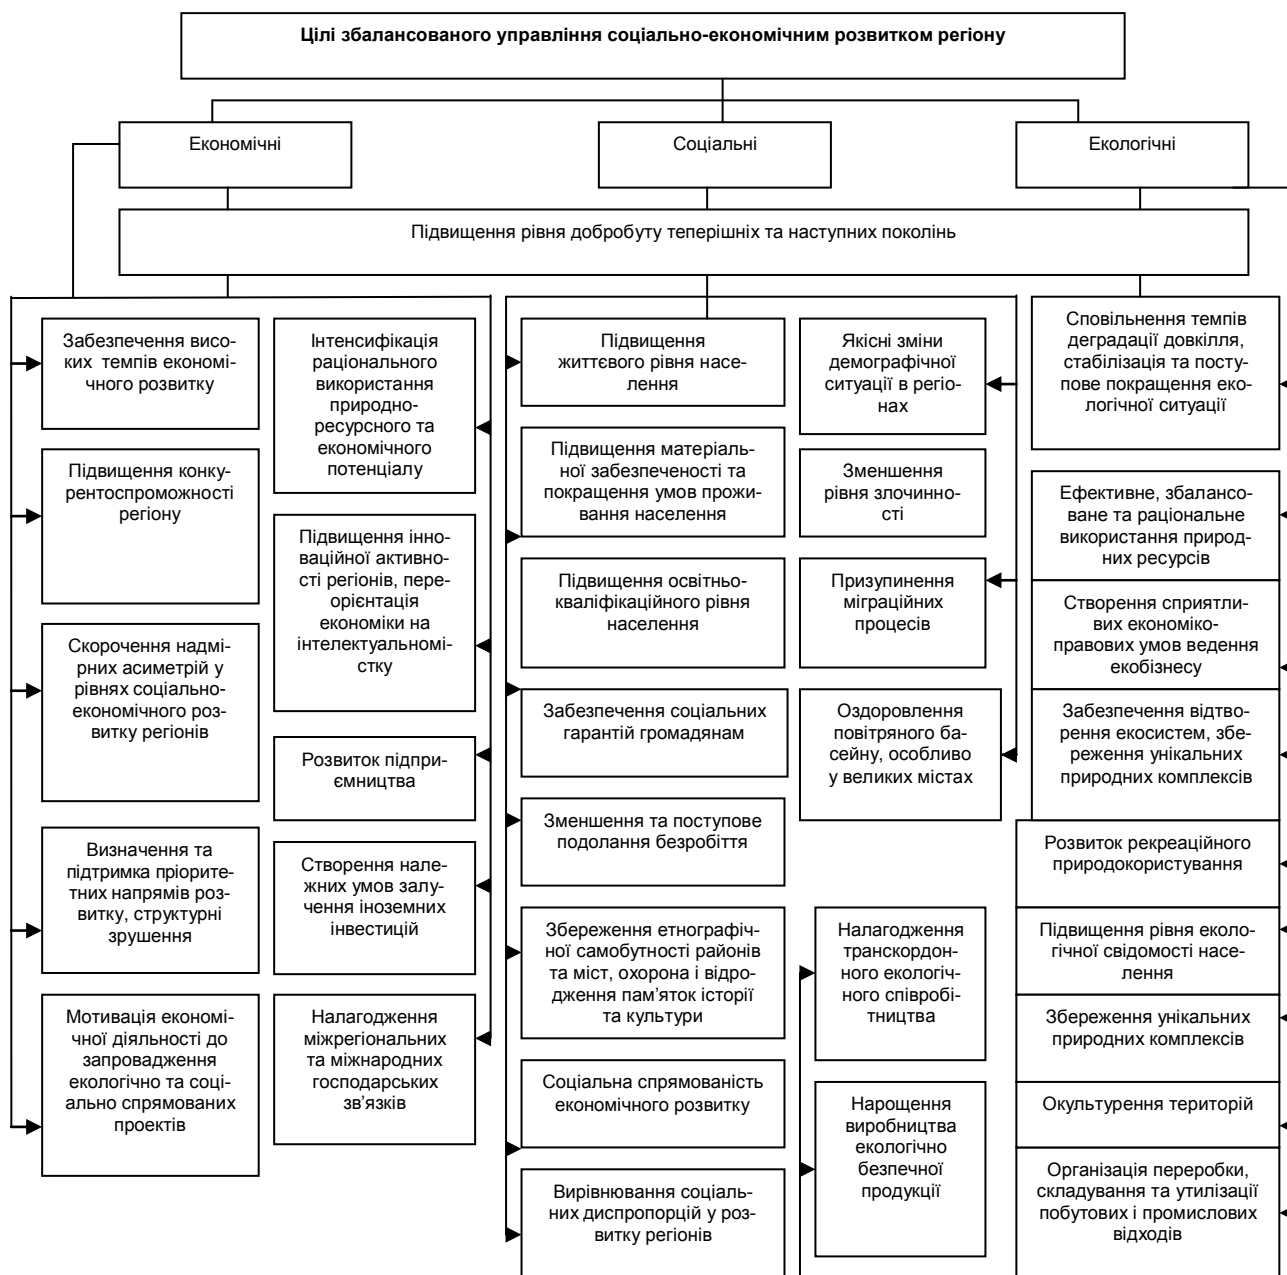 Цілі збалансованого управління соціально-економічним розвитком регіону
Економічні
Соціальні
Екологічні
Підвищення рівня добробуту теперішніх та наступних поколінь
Забезпечення висо-
ких темпів економі-
чного розвитку
Підвищення конку-
рентоспроможності
регіону
Скорочення надмі-
рних асиметрій у
рівнях соціально-
економічного роз-
витку регіонів
Визначення та
підтримка пріорите-
тних напрямів роз-
витку, структурні
зрушення
Мотивація економі-
чної діяльності до
запровадження
екологічно та соці-
ально спрямованих
проектів
Інтенсифікація
раціонального
використання
природно-
ресурсного та
економічного
потенціалу
Підвищення інно-
ваційної активно-
сті регіонів, пере-
орієнтація
економіки на
інтелектуальномі-
стку
Розвиток підпри-
ємництва
Створення нале-
жних умов залу-
чення іноземних
інвестицій
Налагодження
міжрегіональних
та міжнародних
господарських
зв'язків
Підвищення
життєвого рівня насе-
лення
Підвищення матеріаль-
ної забезпеченості та
покращення умов прожи-
вання населення
Підвищення освітньо-
кваліфікаційного рівня
населення
Забезпечення соціальних
гарантій громадянам
Зменшення та поступове
подолання безробіття
Збереження етнографіч-
ної самобутності районів
та міст, охорона і відро-
дження пам'яток історії
та культури
Соціальна спрямованість
економічного розвитку
Вирівнювання соціаль-
них диспропорцій у роз-
витку регіонів
Якісні зміни
демографічної
ситуації в регіо-
нах
Зменшення
рівня злочинно-
сті
Призупинення
міграційних
процесів
Оздоровлення
повітряного ба-
сейну, особливо
у великих містах
Налагодження
транскордон-
ного екологіч-
ного співробі-
тництва
Нарощення
виробництва
екологічно
безпечної
продукції
Сповільнення темпів
деградації довкілля,
стабілізація та посту-
пове покращення еко-
логічної ситуації
Ефективне, збалансо-
ване та раціональне
використання природ-
них ресурсів
Створення сприятли-
вих економіко-
правових умов ведення
екобізнесу
Забезпечення відтво-
рення екосистем, збе-
реження унікальних
природних комплексів
Розвиток рекреаційного
природокористування
Підвищення рівня еколо-
гічної свідомості насе-
лення
Збереження унікальних
природних комплексів
Окультурення територій
Організація переробки,
складування та утилізації
побутових і промислових
відходів